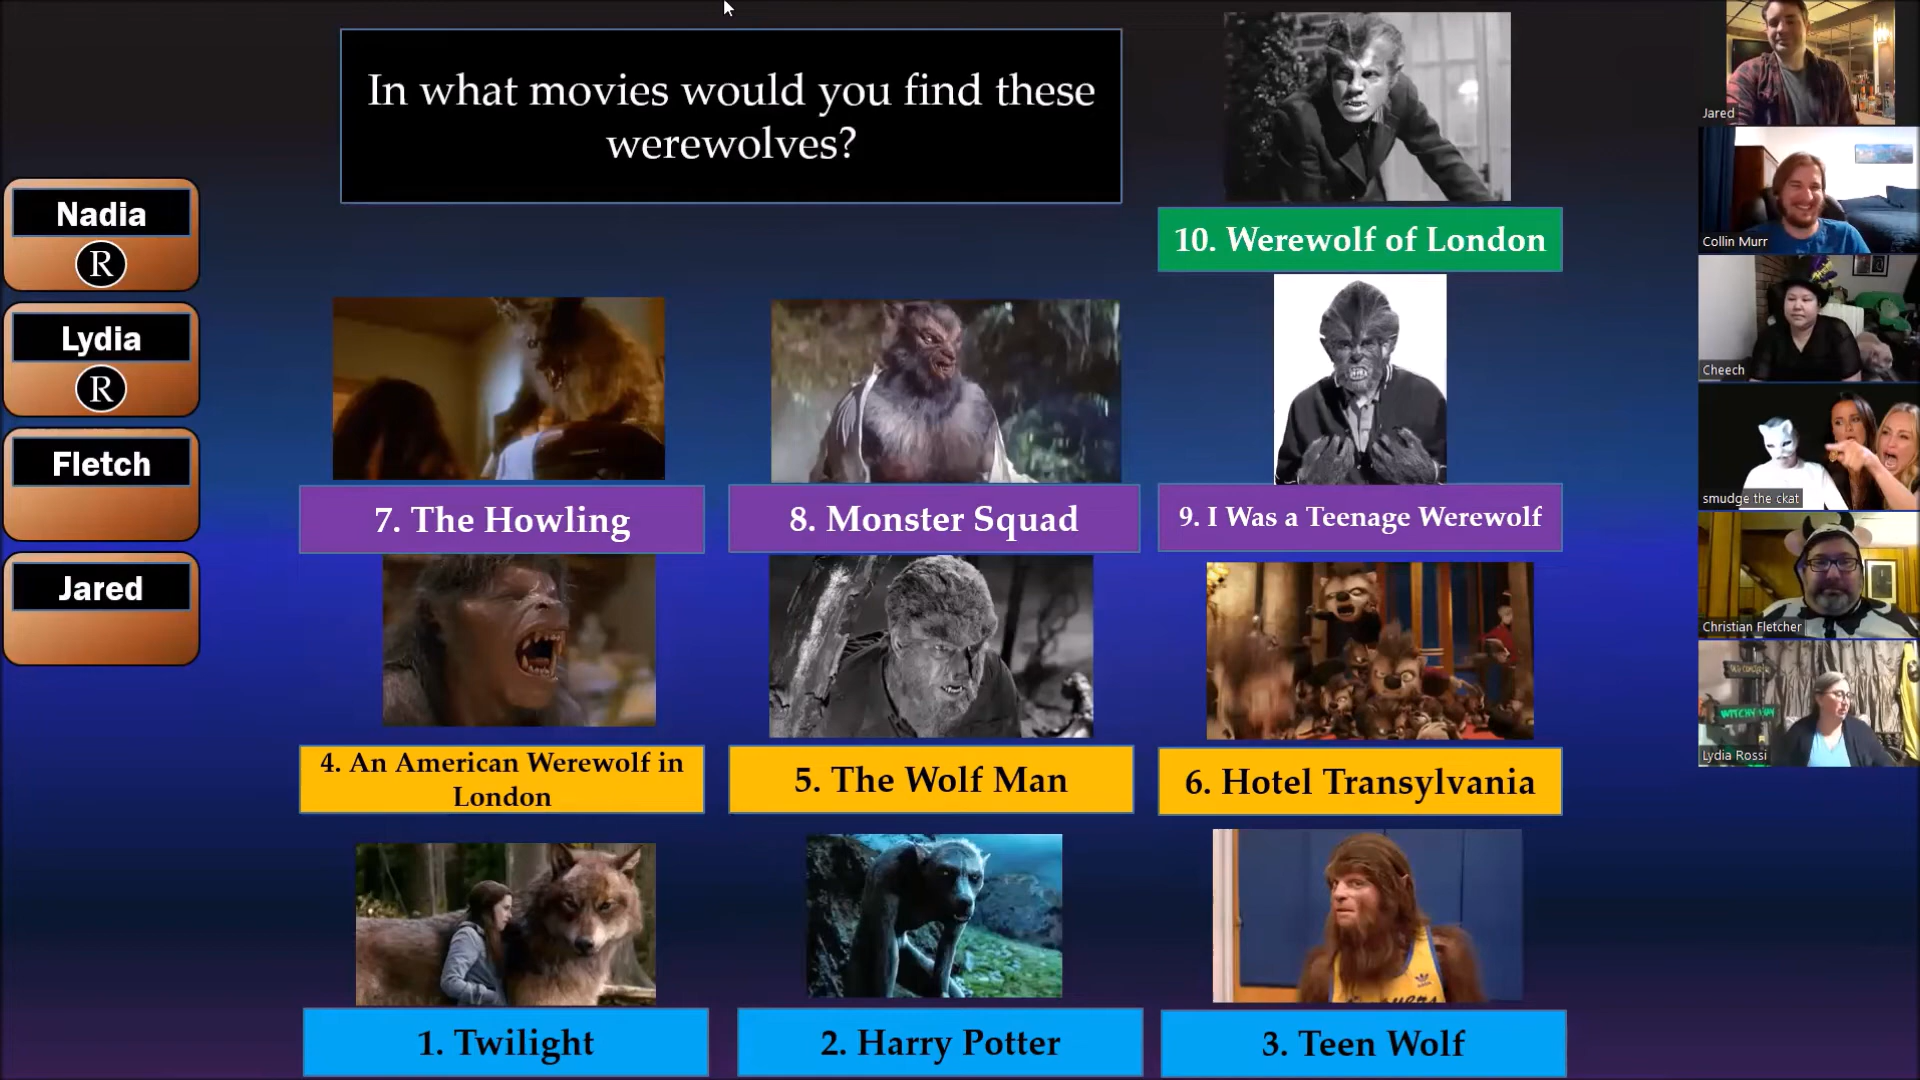 In what movies would you find these
werewolves?
10. Werewolf of London
Nadia
R
Lydia
R
Fletch
Jared
7. The Howling
8. Monster Squad
9. I Was a Teenage Werewolf
4. An American Werewolf in
London
5. The Wolf Man
6. Hotel Transylvania
1. Twilight
2. Harry Potter
3. Teen Wolf
Jared
Collin Murr
Cheech
smudge the ckat
Christian Fletcher
WITCHY WAY
Lydia Rossi